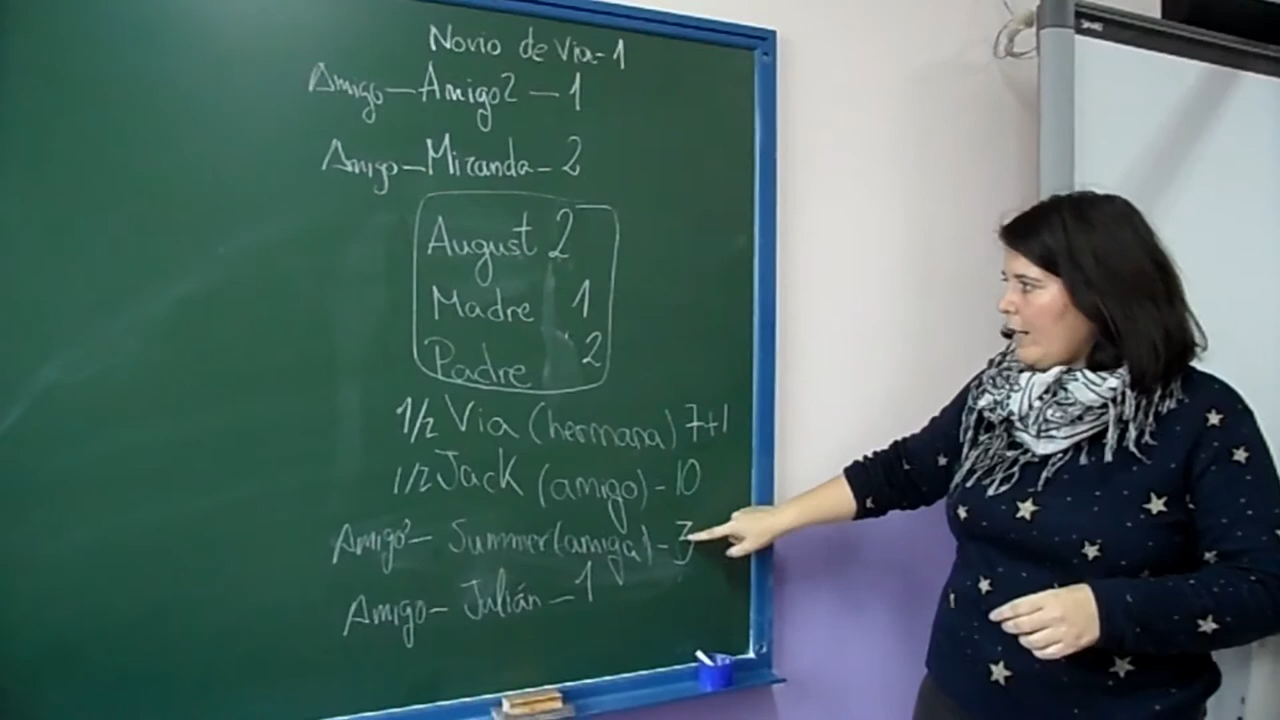 Novio de Via-1
Amigo-Amigo2-1
Amigo-Miranda-2
August 2
Madre 1
Padre 2
1/2 Via (hermana) 7+1
1/2 Jack (amigo)-10
Amigo²- Summer(amiga)-3
Amigo- Julián-1